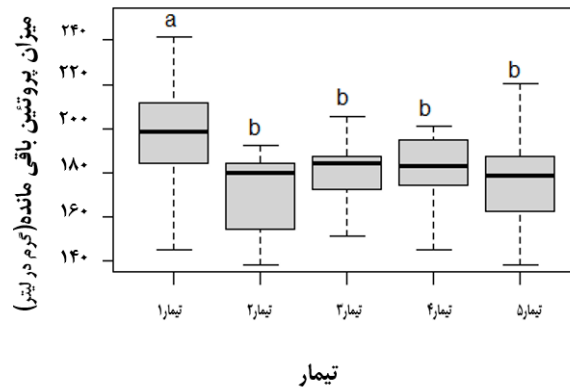 میزان پروتئین باقی مانده(گرم در لیتر)
۲۴۰
۲۲۰
۲۰۰
۱۸۰
۱۶۰
۱۴۰
a
b
b
b
b
تیمار۱
تیمار۲
تیمار۳
تیمار۴
تیمار۵
تیمار